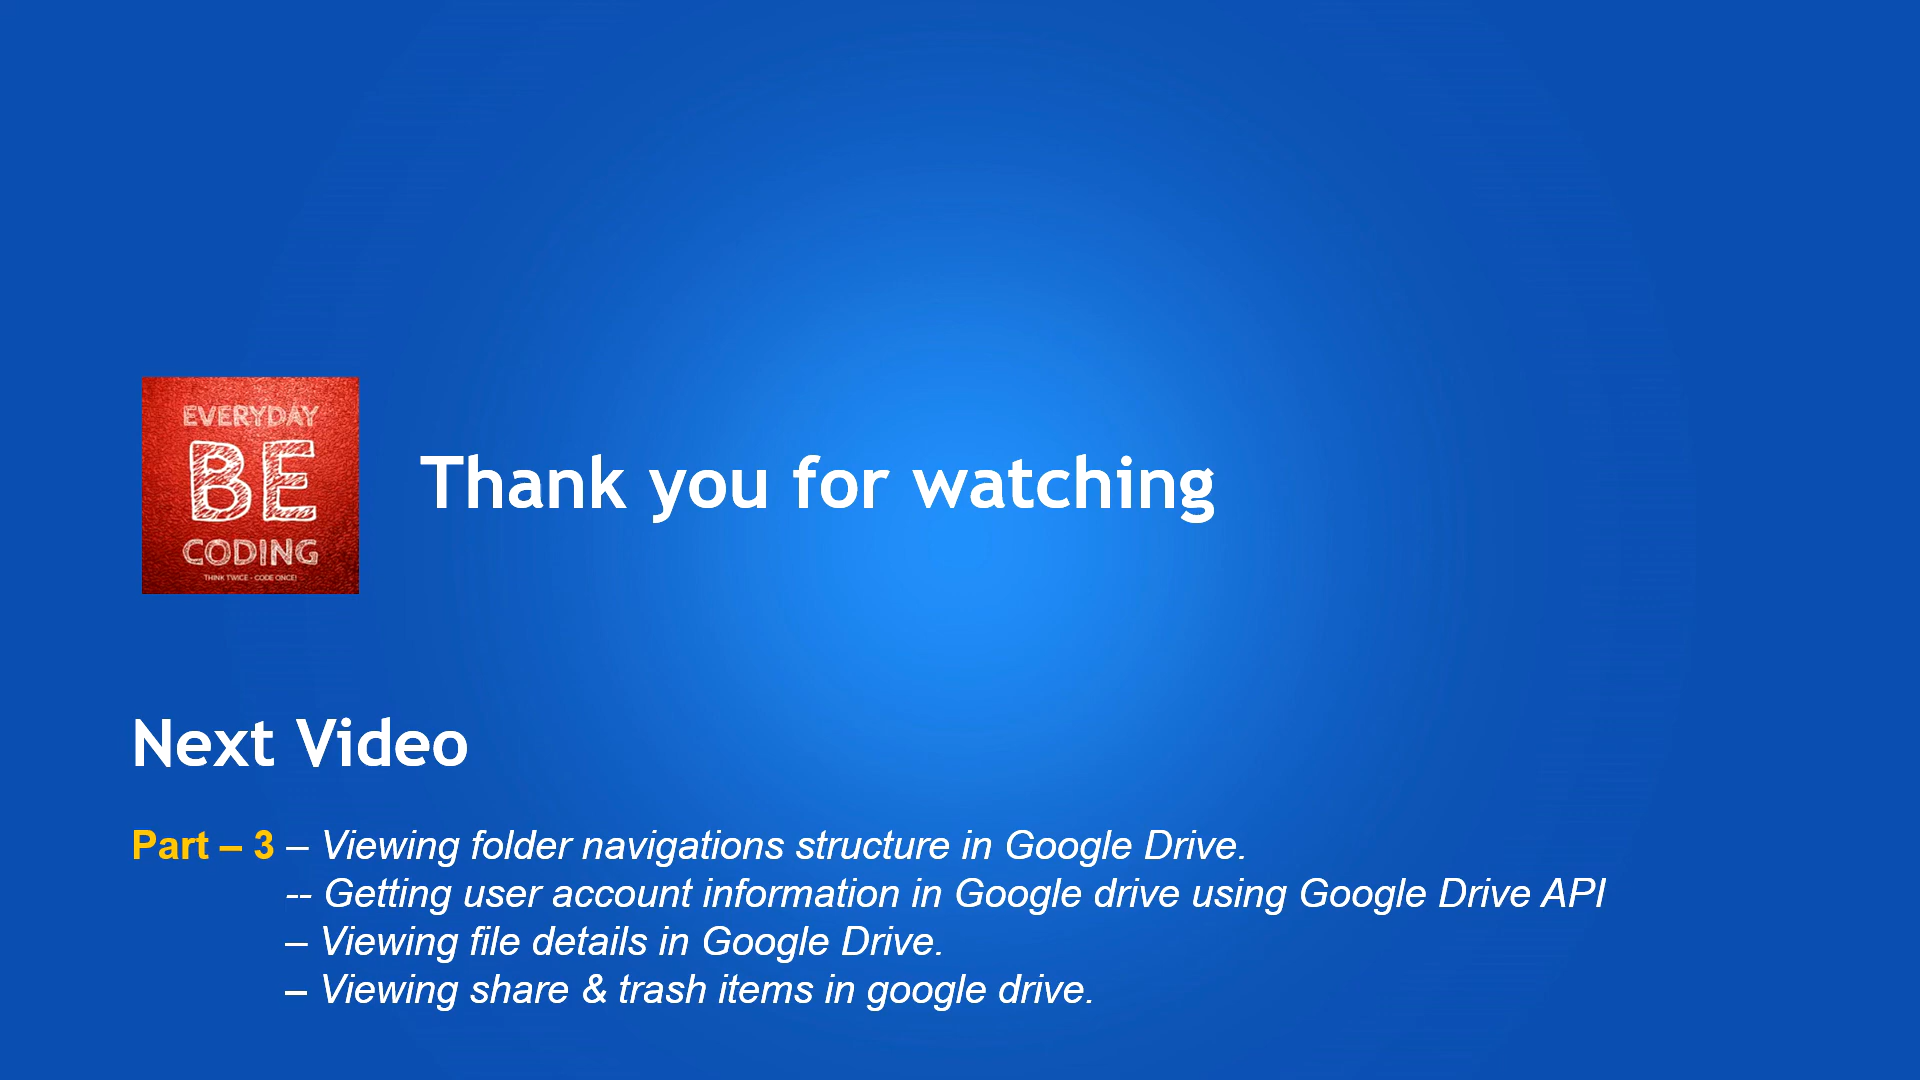 EVERYDAY
BE
CODING
THINK TWICE - CODE ONCE!
Thank you for watching
Next Video
Part – 3 – Viewing folder navigations structure in Google Drive.
-- Getting user account information in Google drive using Google Drive API
– Viewing file details in Google Drive.
– Viewing share & trash items in google drive.